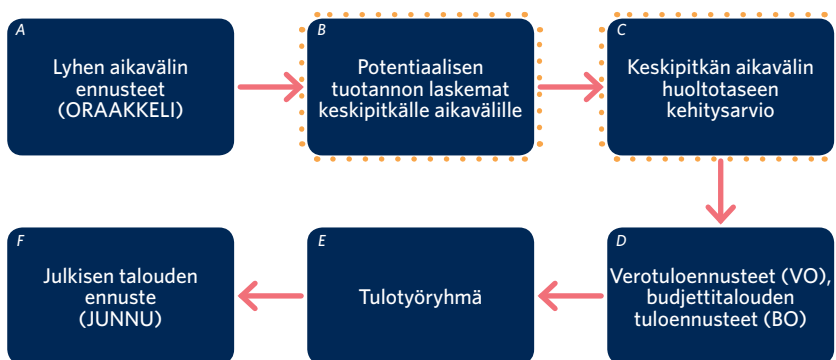 A
Lyhen aikavälin
ennusteet
(ORAAKKELI)
B
Potentiaalisen
tuotannon laskemat
keskipitkälle aikavälille
C
Keskipitkän aikavälin
huoltotaseen
kehitysarvio
D
Verotuloennusteet (VO),
budjettitalouden
tuloennusteet (BO)
E
Tulotyöryhmä
F
Julkisen talouden
ennuste
(JUNNU)